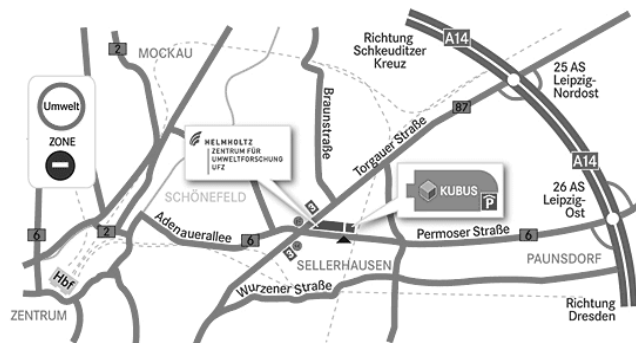 2
MOCKAU
Richtung
Schkeuditzer
Kreuz
A14
25 AS
Leipzig-
Nordost
Umwelt
ZONE
Braunstraße
87
Torgauer Straße
HELMHOLTZ
ZENTRUM FÜR
UMWELTFORSCHUNG
UFZ
A14
KUBUS
P
26 AS
Leipzig-
Ost
SCHÖNEFELD
3
6
2
Adenauerallee
6
Permoser Straße
6
3
SELLERHAUSEN
PAUNSDORF
Hbf
Wurzener Straße
ZENTRUM
Richtung
Dresden